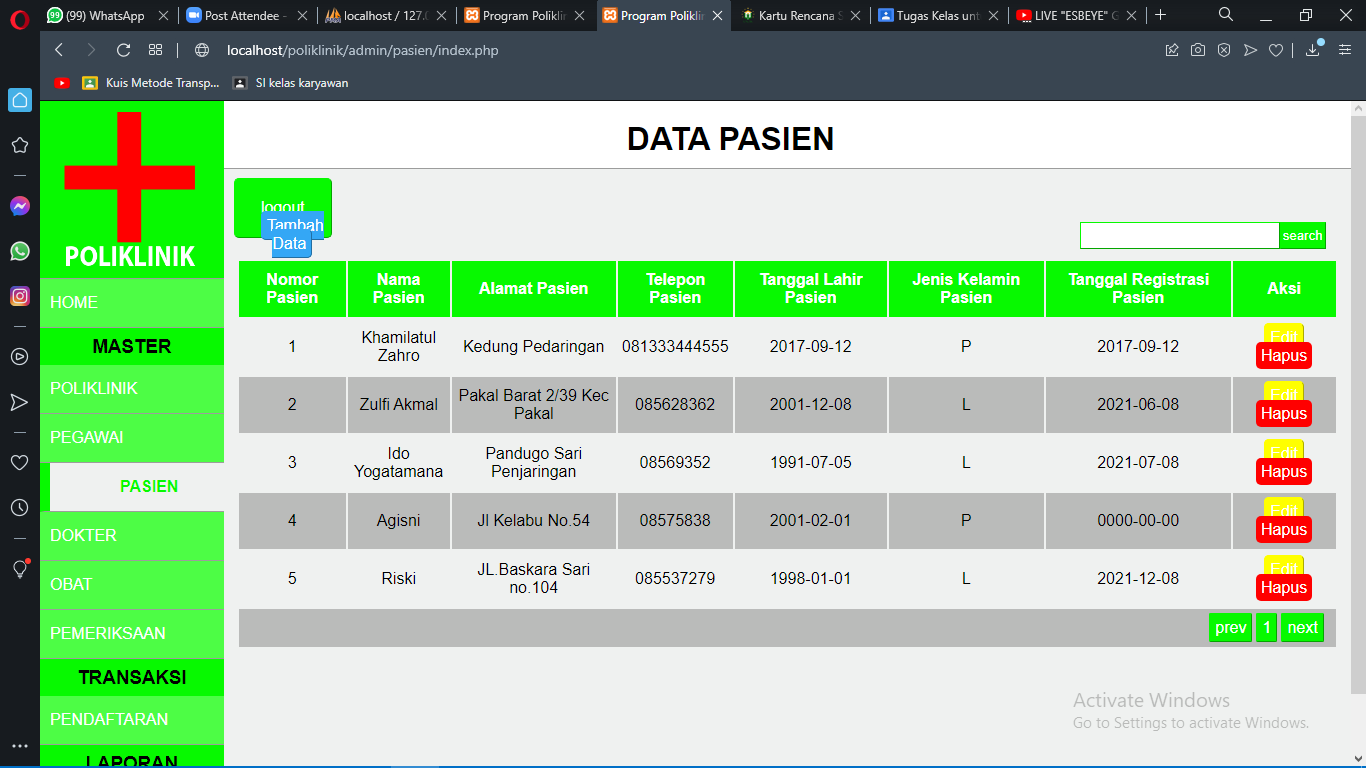 (99) WhatsApp
Post Attendee -
localhost / 127.0
Program Poliklin
Program Poliklin
Kartu Rencana S
Tugas Kelas unt
LIVE "ESBEYE" G
localhost/poliklinik/admin/pasien/index.php
Kuis Metode Transp...
SI kelas karyawan
POLIKLINIK
HOME
MASTER
POLIKLINIK
PEGAWAI
PASIEN
DOKTER
OBAT
PEMERIKSAAN
TRANSAKSI
PENDAFTARAN
LAPORAN
DATA PASIEN
logout
Tambah
Data
search
Nomor Pasien Nama Pasien Alamat Pasien Telepon Pasien Tanggal Lahir Pasien Jenis Kelamin Pasien Tanggal Registrasi Pasien Aksi
1 Khamilatul Zahro Kedung Pedaringan 081333444555 2017-09-12 P 2017-09-12 Edit Hapus
2 Zulfi Akmal Pakal Barat 2/39 Kec Pakal 085628362 2001-12-08 L 2021-06-08 Edit Hapus
3 Ido Yogatamana Pandugo Sari Penjaringan 08569352 1991-07-05 L 2021-07-08 Edit Hapus
4 Agisni Jl Kelabu No.54 08575838 2001-02-01 P 0000-00-00 Edit Hapus
5 Riski JL.Baskara Sari no.104 085537279 1998-01-01 L 2021-12-08 Edit Hapus
prev 1 next
Activate Windows
Go to Settings to activate Windows.